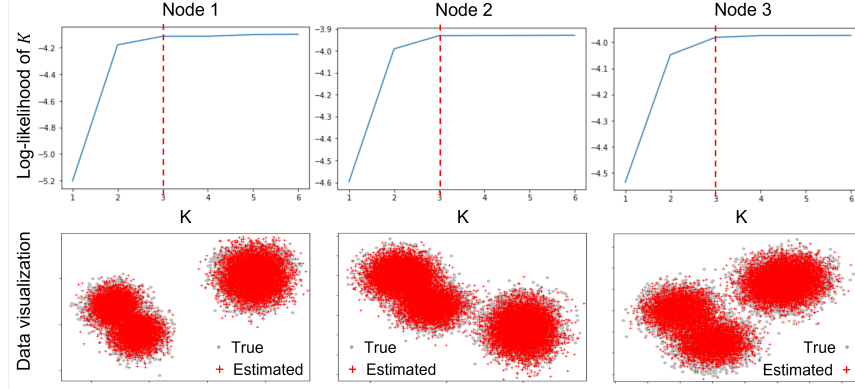 Node 1
Node 2
Node 3
Log-likelihood of K
−4.2
−4.4
−4.6
−4.8
−5.0
−5.2
1 2 3 4 5 6
K
−3.9
−4.0
−4.1
−4.2
−4.3
−4.4
−4.5
−4.6
1 2 3 4 5 6
K
−4.0
−4.1
−4.2
−4.3
−4.4
−4.5
1 2 3 4 5 6
K
Data visualization
True
+ Estimated
True
+ Estimated
True
Estimated +